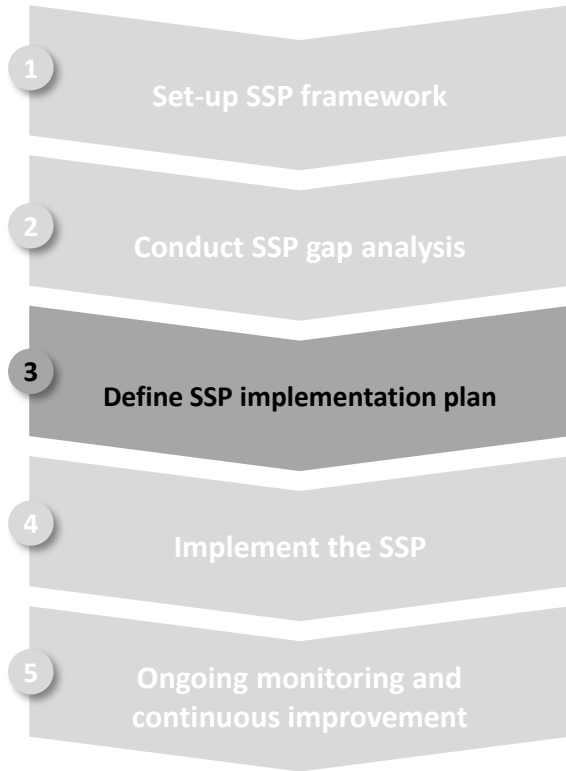 1
Set-up SSP framework
2
Conduct SSP gap analysis
3
Define SSP implementation plan
4
Implement the SSP
5
Ongoing monitoring and
continuous improvement